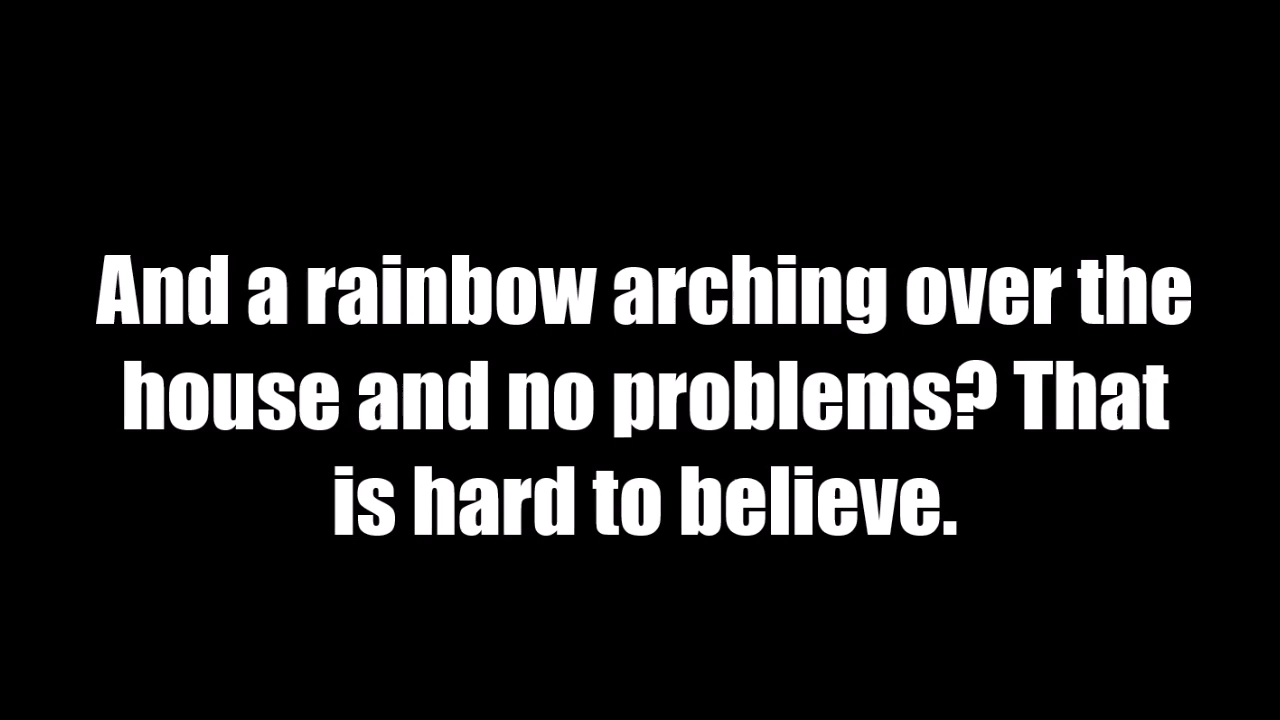 And a rainbow arching over the
house and no problems? That
is hard to believe.